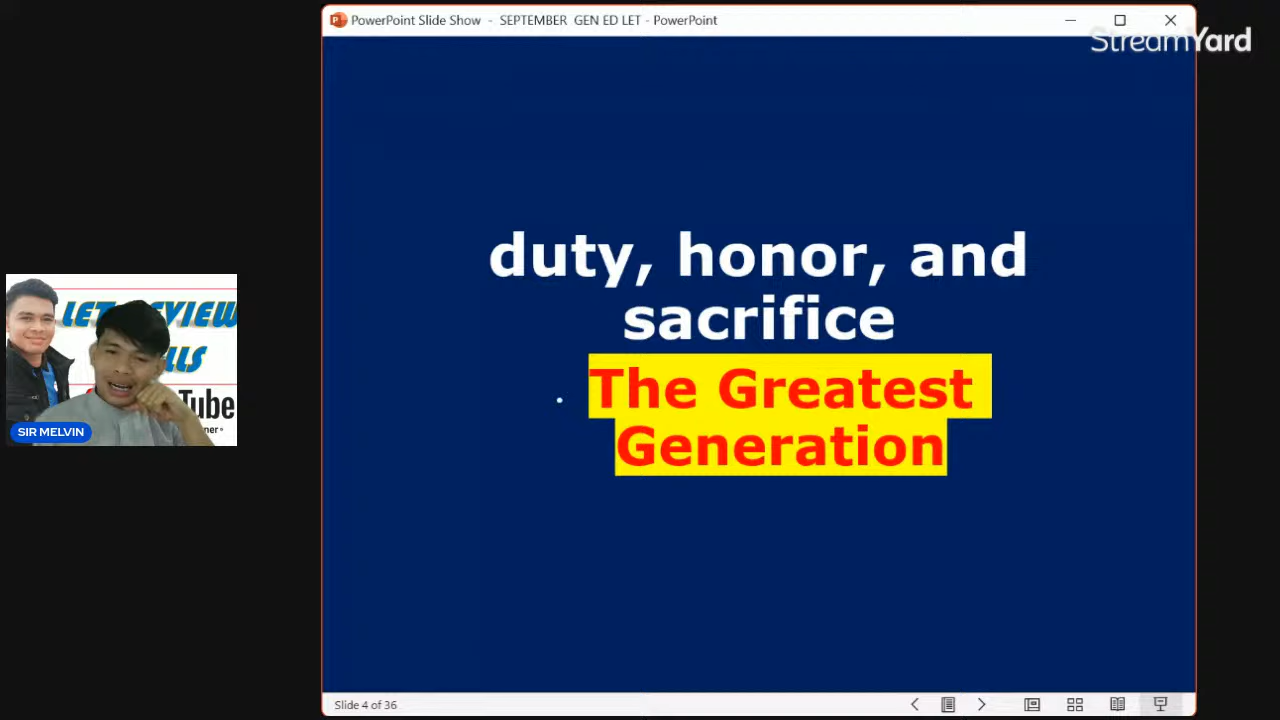 PowerPoint Slide Show - SEPTEMBER GEN ED LET - PowerPoint
StreamYard
duty, honor, and
sacrifice
The Greatest
Generation
SIR MELVIN
Slide 4 of 36